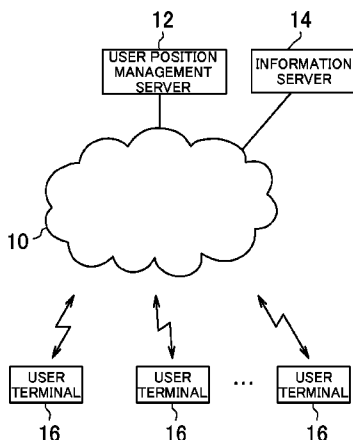 12
14
USER POSITION
MANAGEMENT
SERVER
INFORMATION
SERVER
10
USER
TERMINAL
USER
TERMINAL
...
USER
TERMINAL
16
16
16